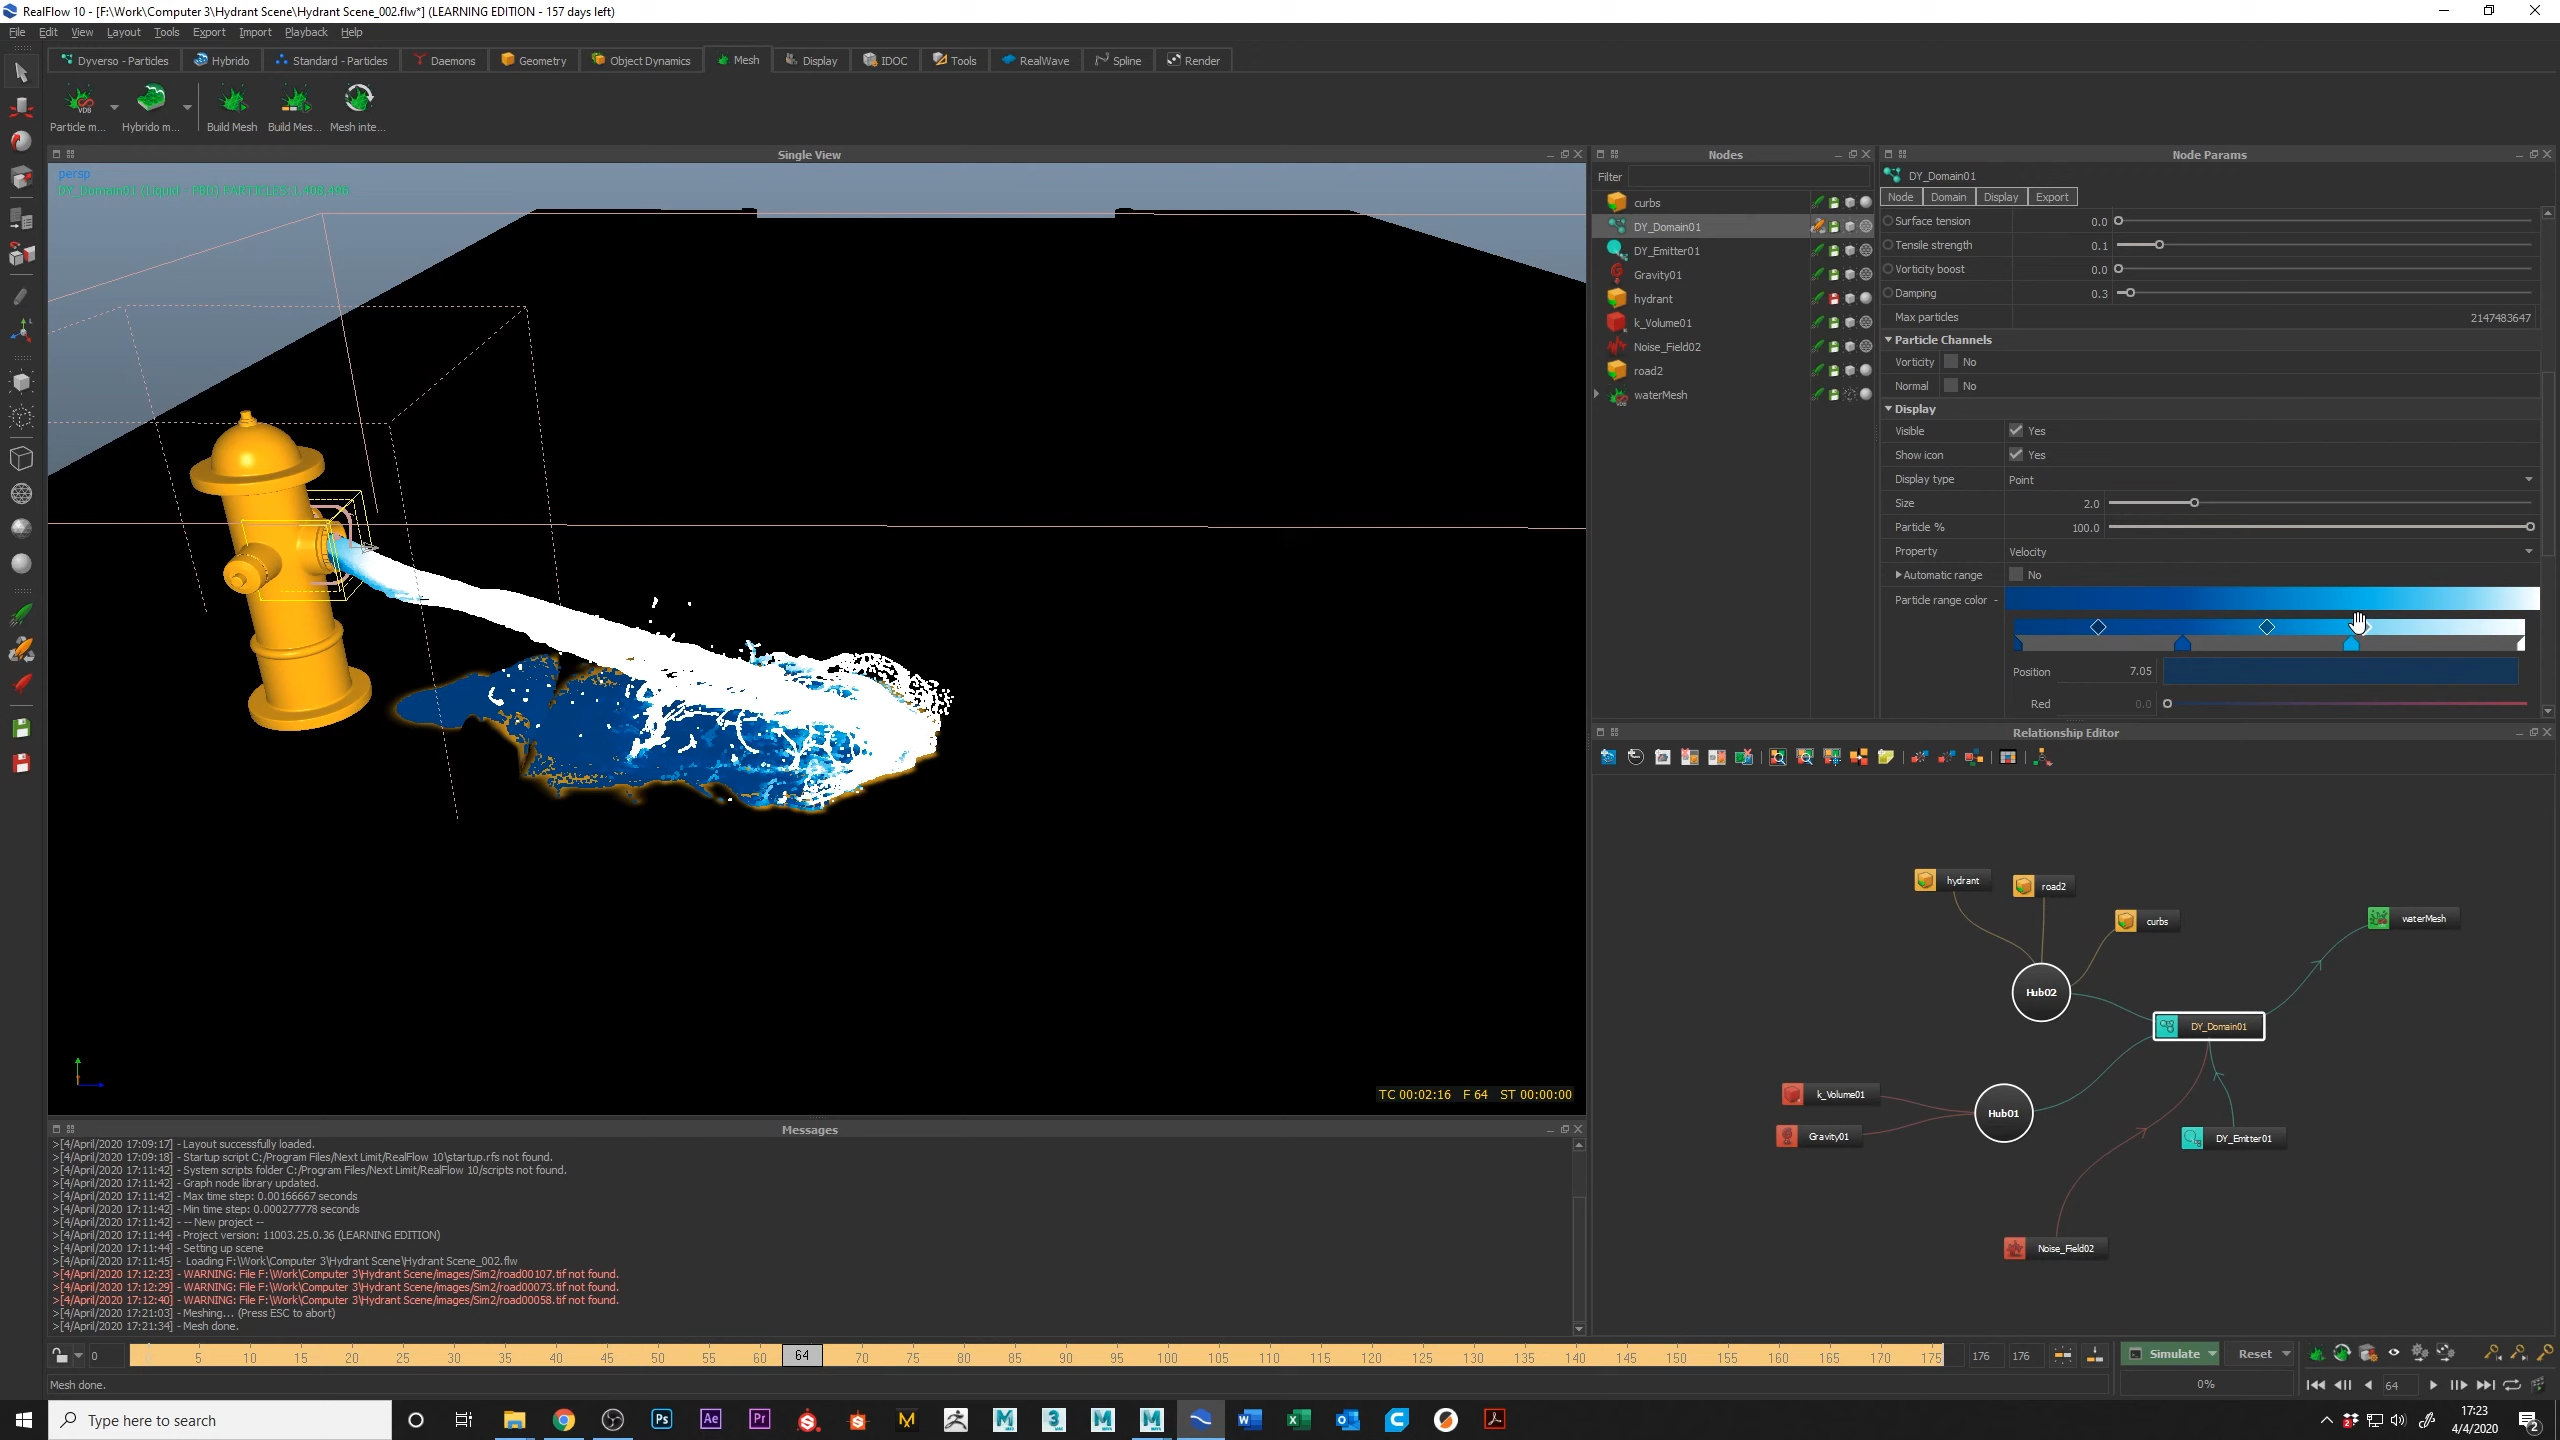 RealFlow 10 - [F:\Work\Computer 3\Hydrant Scene\Hydrant Scene_002.flw*] (LEARNING EDITION - 157 days left)
File Edit View Layout Tools Export Import Playback Help
Dyverso - Particles Hybrido Standard - Particles Daemons Geometry Object Dynamics Mesh Display IDOC Tools RealWave Spline Render
Particle m... Hybrido m... Build Mesh Build Mes... Mesh inte...
Single View
persp
DY_Domain01 (Liquid - PBD) PARTICLES:1,408,496
TC 00:02:16 F 64 ST 00:00:00
Nodes
Filter
curbs
DY_Domain01
DY_Emitter01
Gravity01
hydrant
k_Volume01
Noise_Field02
road2
waterMesh
Node Params
DY_Domain01
Node Domain Display Export
Surface tension 0.0
Tensile strength 0.1
Vorticity boost 0.0
Damping 0.3
Max particles 2147483647
Particle Channels
Vorticity No
Normal No
Display
Visible Yes
Show icon Yes
Display type Point
Size 2.0
Particle % 100.0
Property Velocity
Automatic range No
Particle range color
Position 7.05
Red 0.0
Relationship Editor
hydrant
road2
curbs
waterMesh
Hub02
DY_Domain01
k_Volume01
Hub01
Gravity01
DY_Emitter01
Noise_Field02
Messages
>[4/April/2020 17:09:17] - Layout successfully loaded.
>[4/April/2020 17:09:18] - Startup script C:/Program Files/Next Limit/RealFlow 10\startup.rfs not found.
>[4/April/2020 17:11:42] - System scripts folder C:/Program Files/Next Limit/RealFlow 10/scripts not found.
>[4/April/2020 17:11:42] - Graph node library updated.
>[4/April/2020 17:11:42] - Max time step: 0.00166667 seconds
>[4/April/2020 17:11:42] - Min time step: 0.000277778 seconds
>[4/April/2020 17:11:42] - -- New project --
>[4/April/2020 17:11:44] - Project version: 11003.25.0.36 (LEARNING EDITION)
>[4/April/2020 17:11:44] - Setting up scene
>[4/April/2020 17:11:45] - Loading F:\Work\Computer 3\Hydrant Scene\Hydrant Scene_002.flw
>[4/April/2020 17:12:23] - WARNING: File F:\Work\Computer 3\Hydrant Scene/images/Sim2/road00107.tif not found.
>[4/April/2020 17:12:29] - WARNING: File F:\Work\Computer 3\Hydrant Scene/images/Sim2/road00073.tif not found.
>[4/April/2020 17:12:40] - WARNING: File F:\Work\Computer 3\Hydrant Scene/images/Sim2/road00058.tif not found.
>[4/April/2020 17:21:03] - Meshing... (Press ESC to abort)
>[4/April/2020 17:21:34] - Mesh done.
0 5 10 15 20 25 30 35 40 45 50 55 60 64 70 75 80 85 90 95 100 105 110 115 120 125 130 135 140 145 150 155 160 165 170 175 176 176
Simulate Reset
Mesh done.
0% 64
Type here to search
17:23
4/4/2020
2